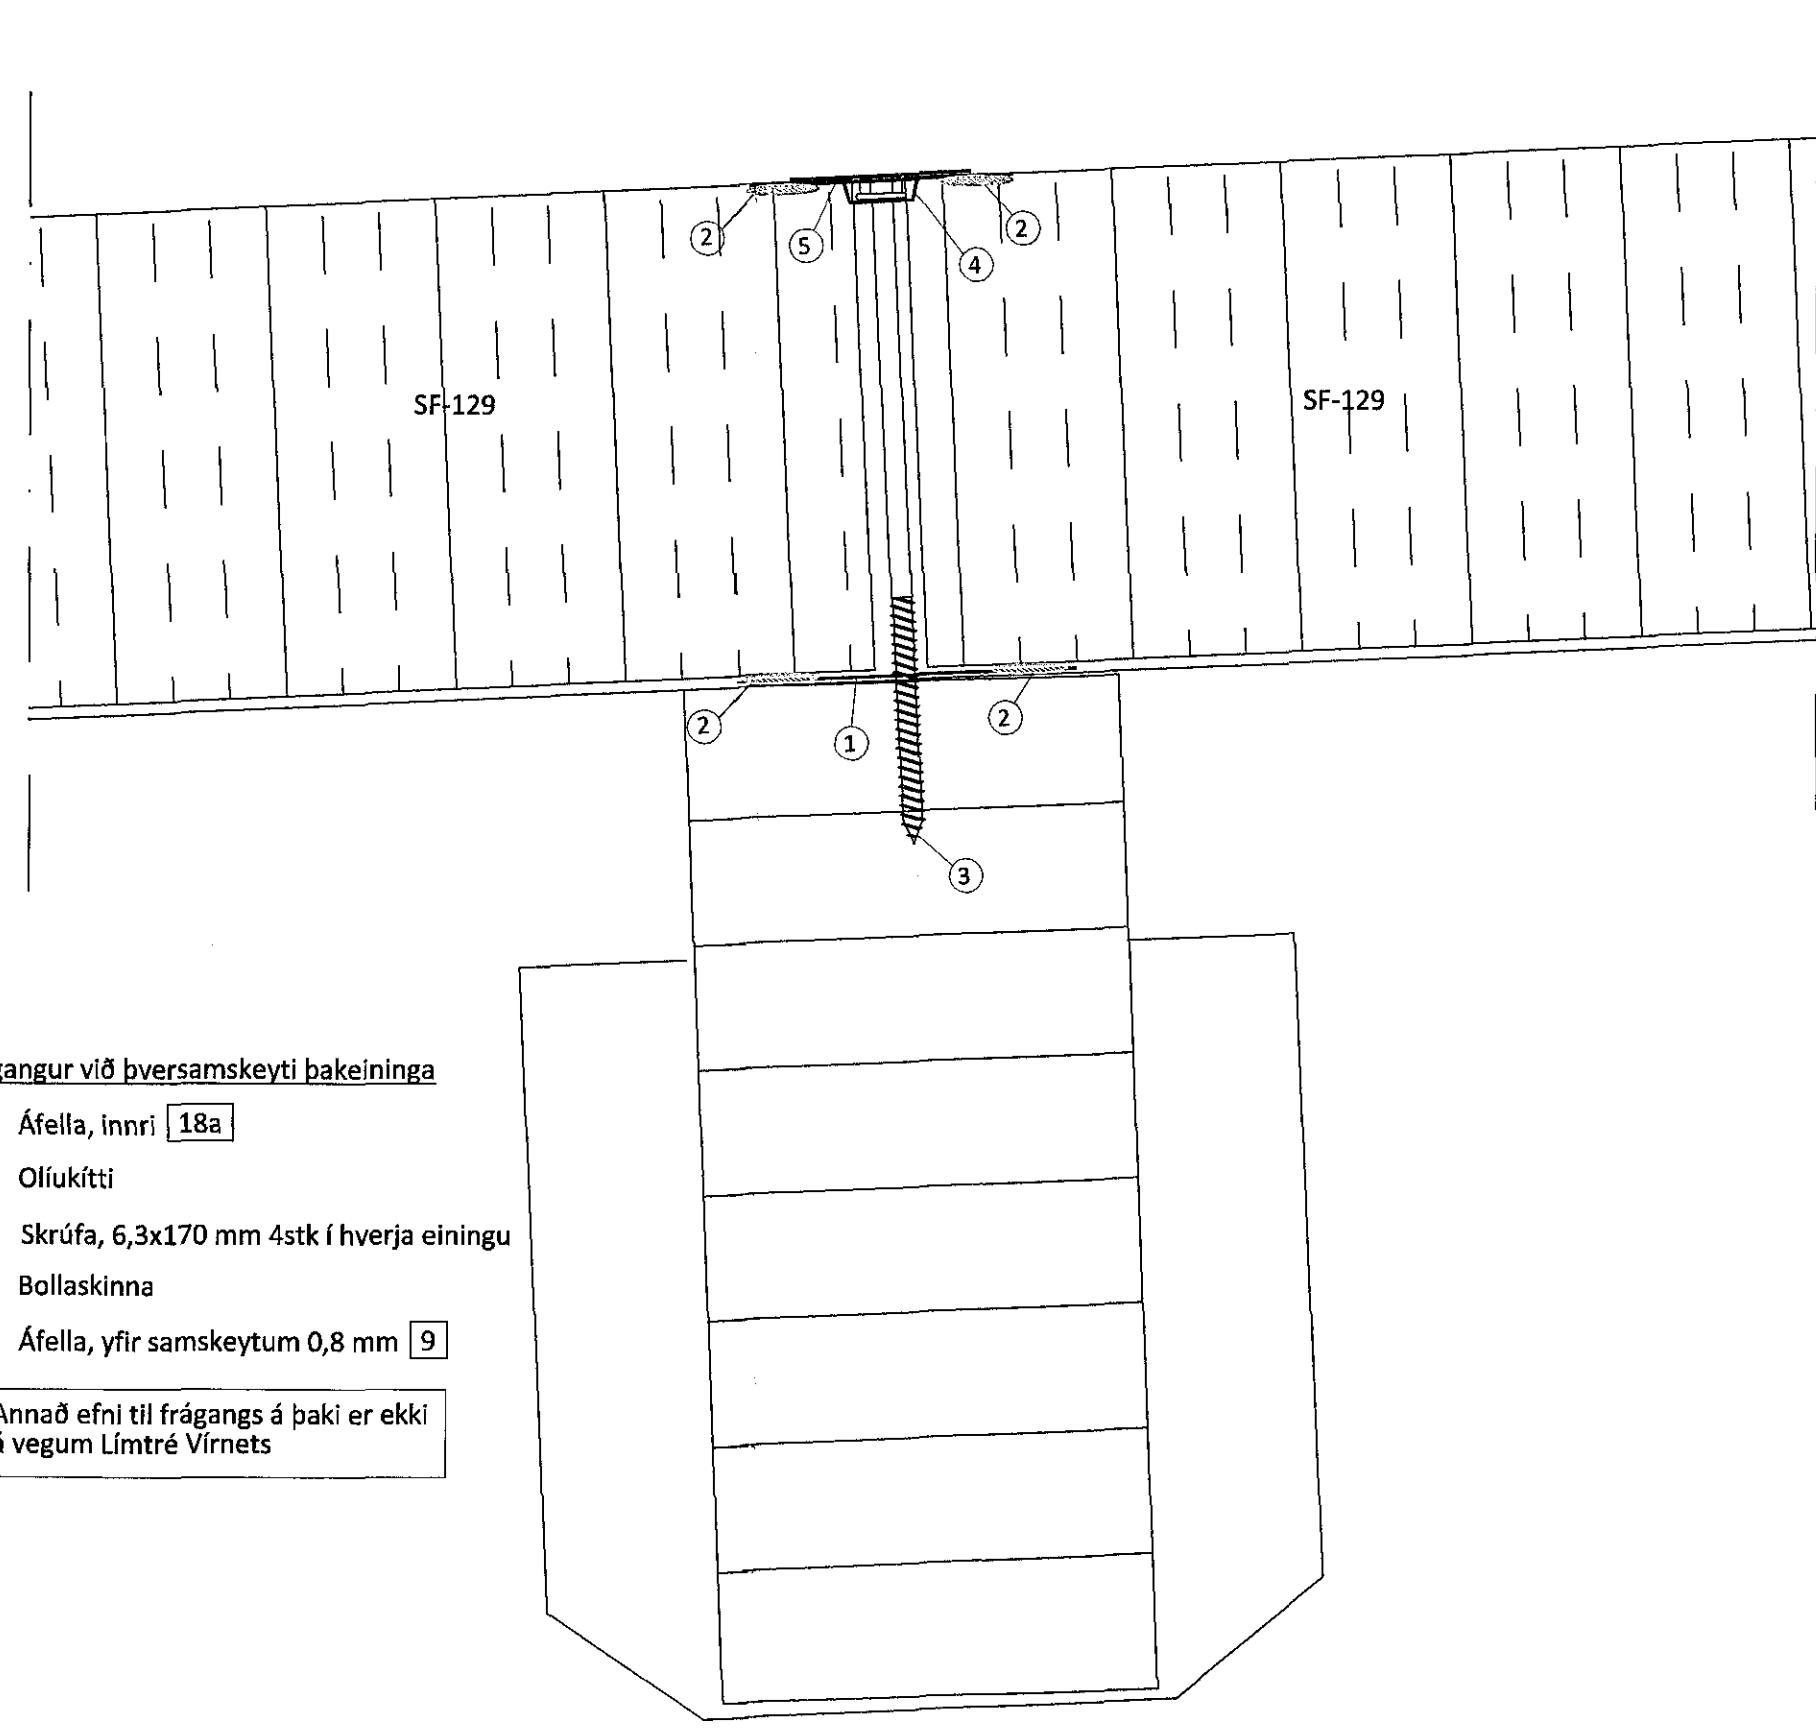 2
5
4
2
SF-129
SF-129
2
1
2
3
gangur við þversamskeyti þakeininga
Áfella, innri 18a
Olíukítti
Skrúfa, 6,3x170 mm 4stk í hverja einingu
Bollaskinna
Áfella, yfir samskeytum 0,8 mm 9
Annað efni til frágangs á þaki er ekki
á vegum Límtré Vírnets